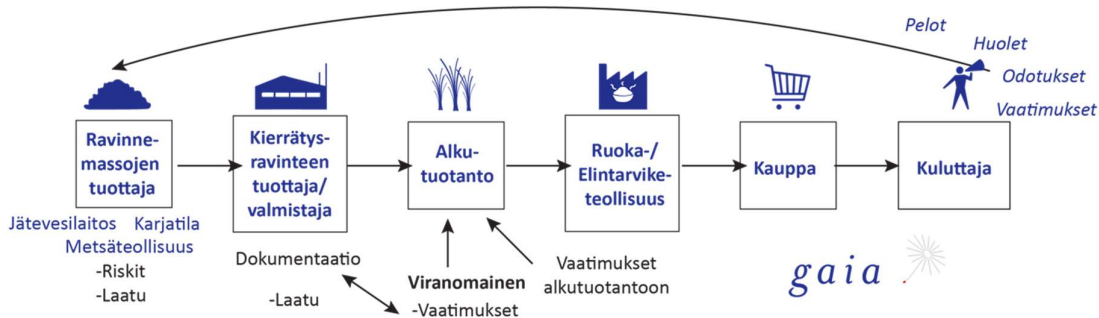 Pelot
Huolet
Odotukset
Vaatimukset
Ravinne-
massojen
tuottaja
Kierrätys-
ravinteen
tuottaja/
valmistaja
Alku-
tuotanto
Ruoka-/
Elintarvike-
teollisuus
Kauppa
Kuluttaja
Jätevesilaitos Karjatila
Metsäteollisuus
-Riskit
-Laatu
Dokumentaatio
-Laatu
Viranomainen
-Vaatimukset
Vaatimukset
alkutuotantoon
gaia